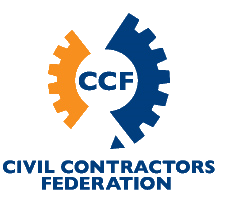 CCF
CIVIL CONTRACTORS
FEDERATION